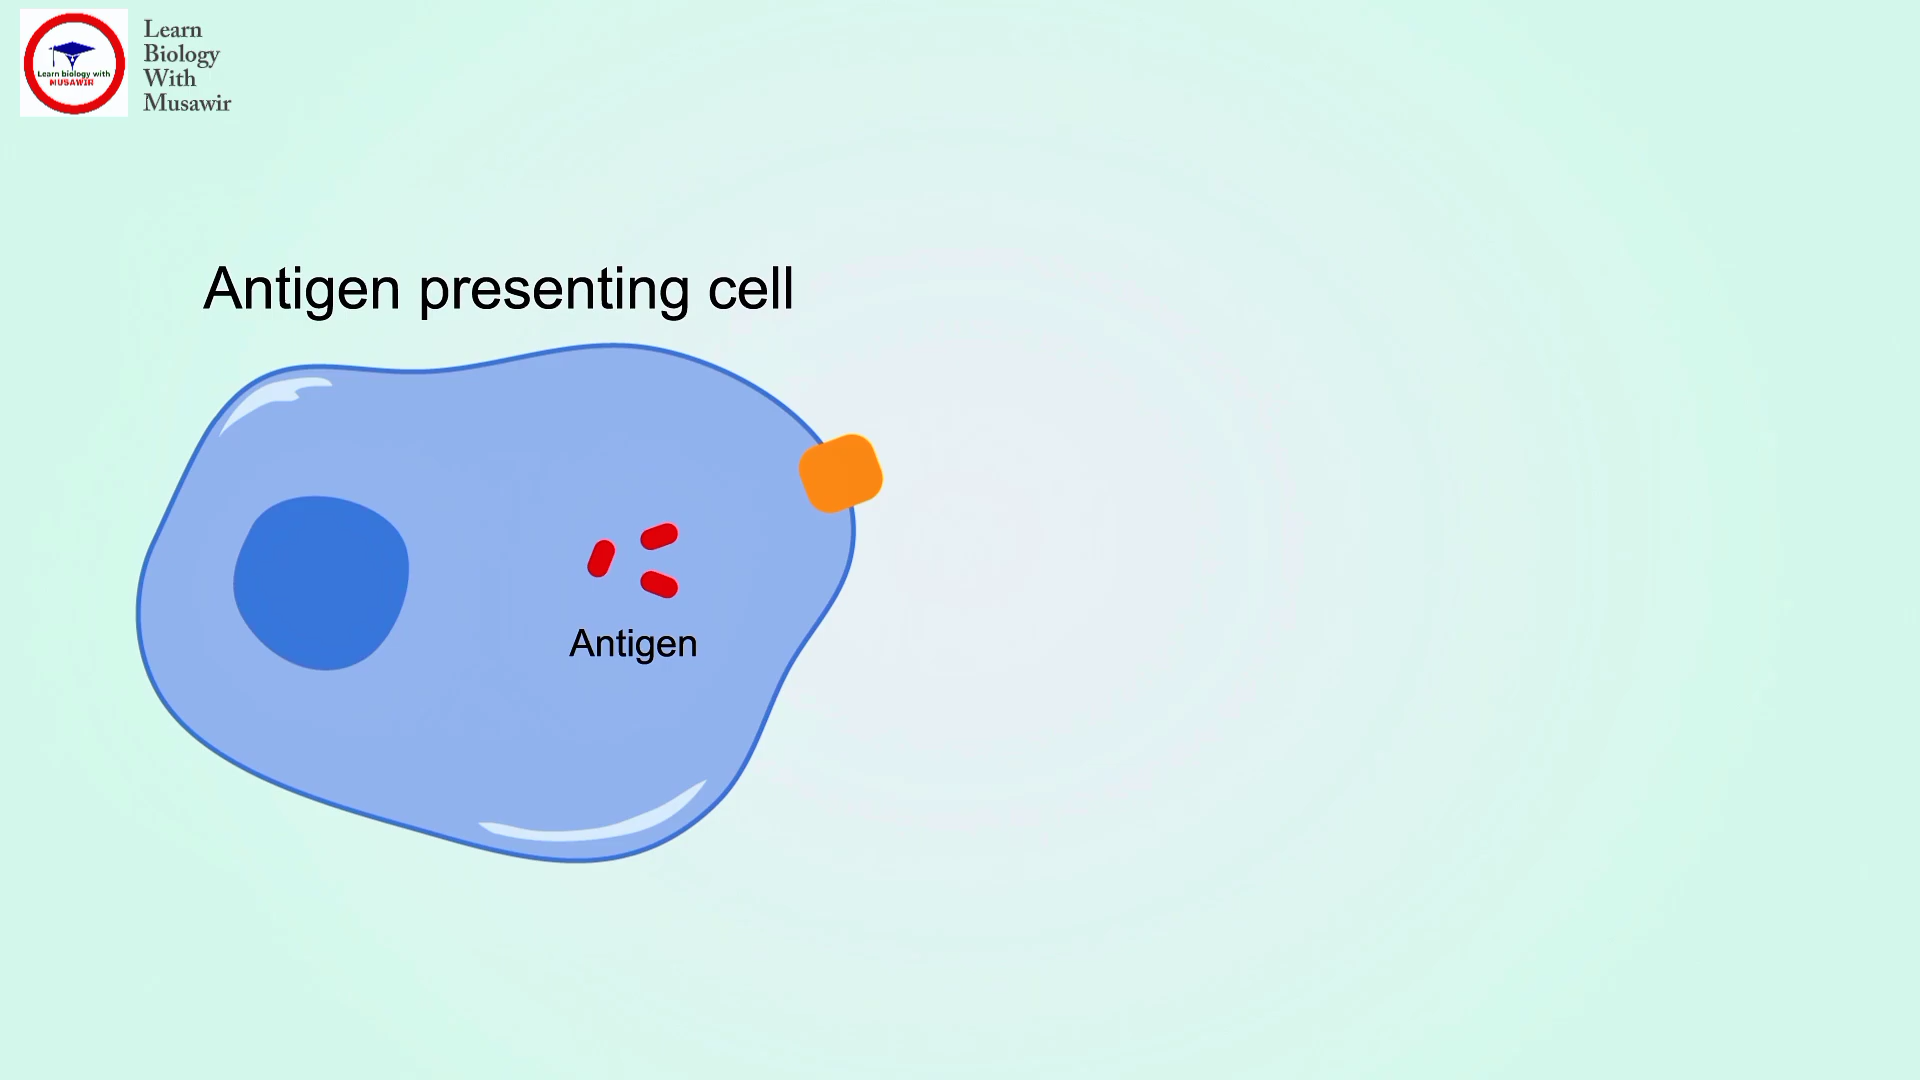 Learn biology with
MUSAWIR
Learn
Biology
With
Musawir
Antigen presenting cell
Antigen